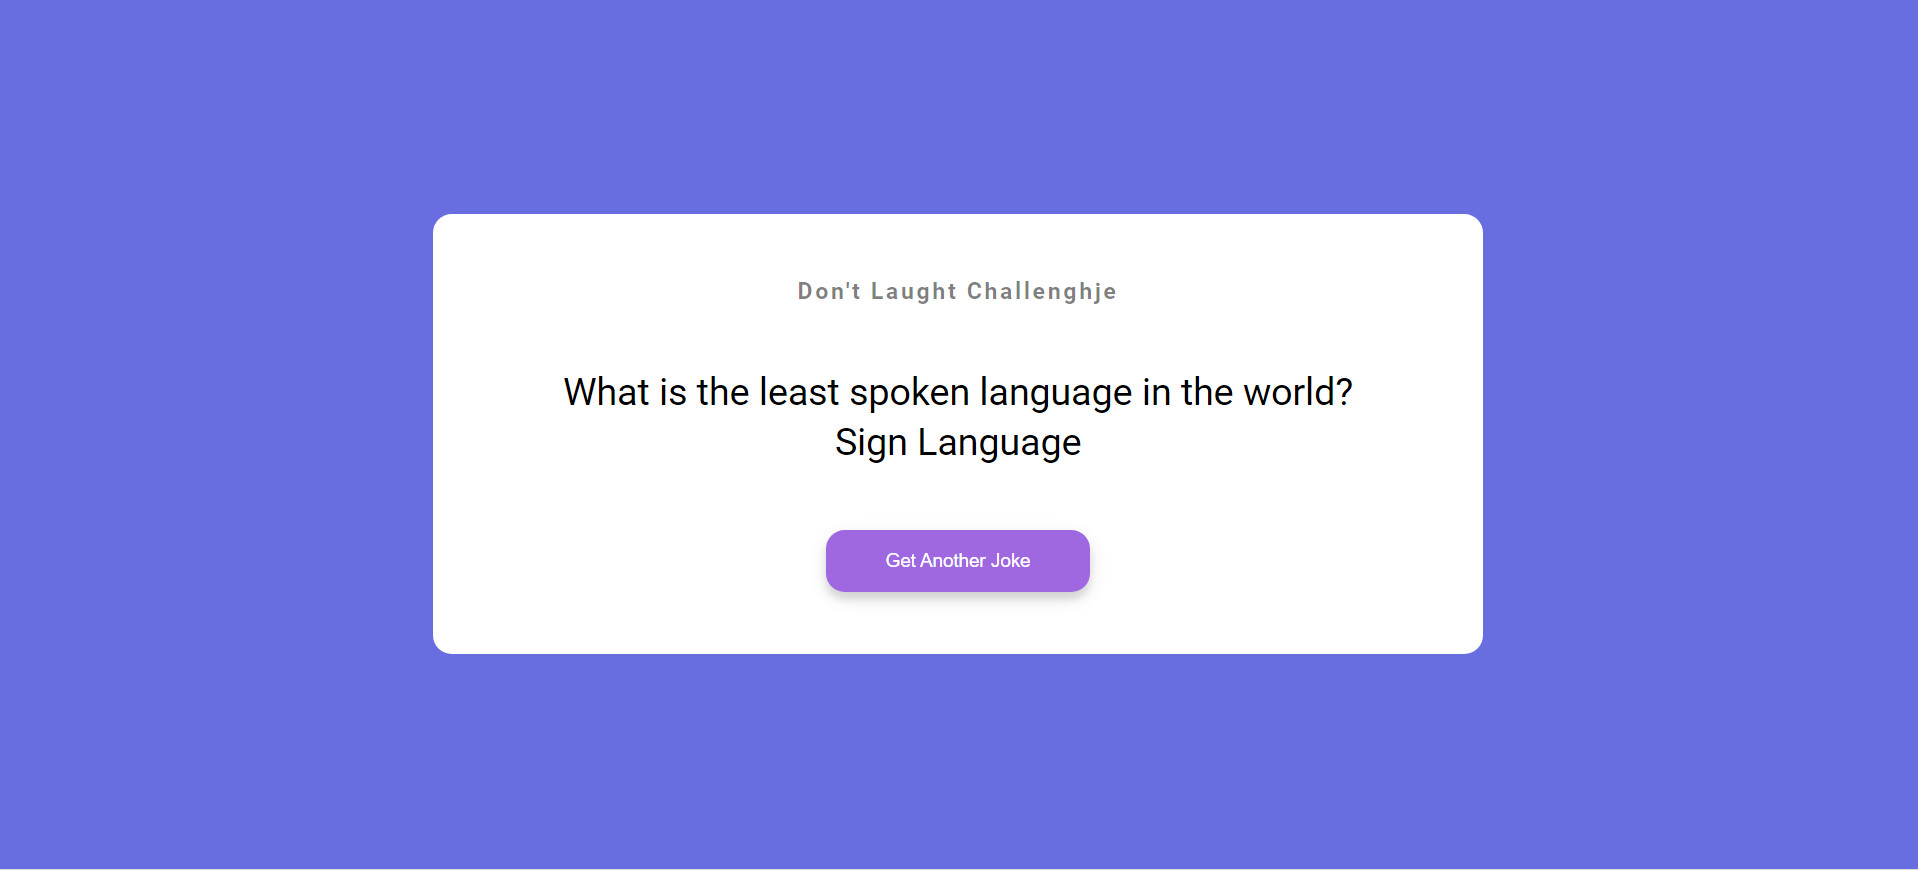 Don't Laught Challenghje
What is the least spoken language in the world?
Sign Language
Get Another Joke